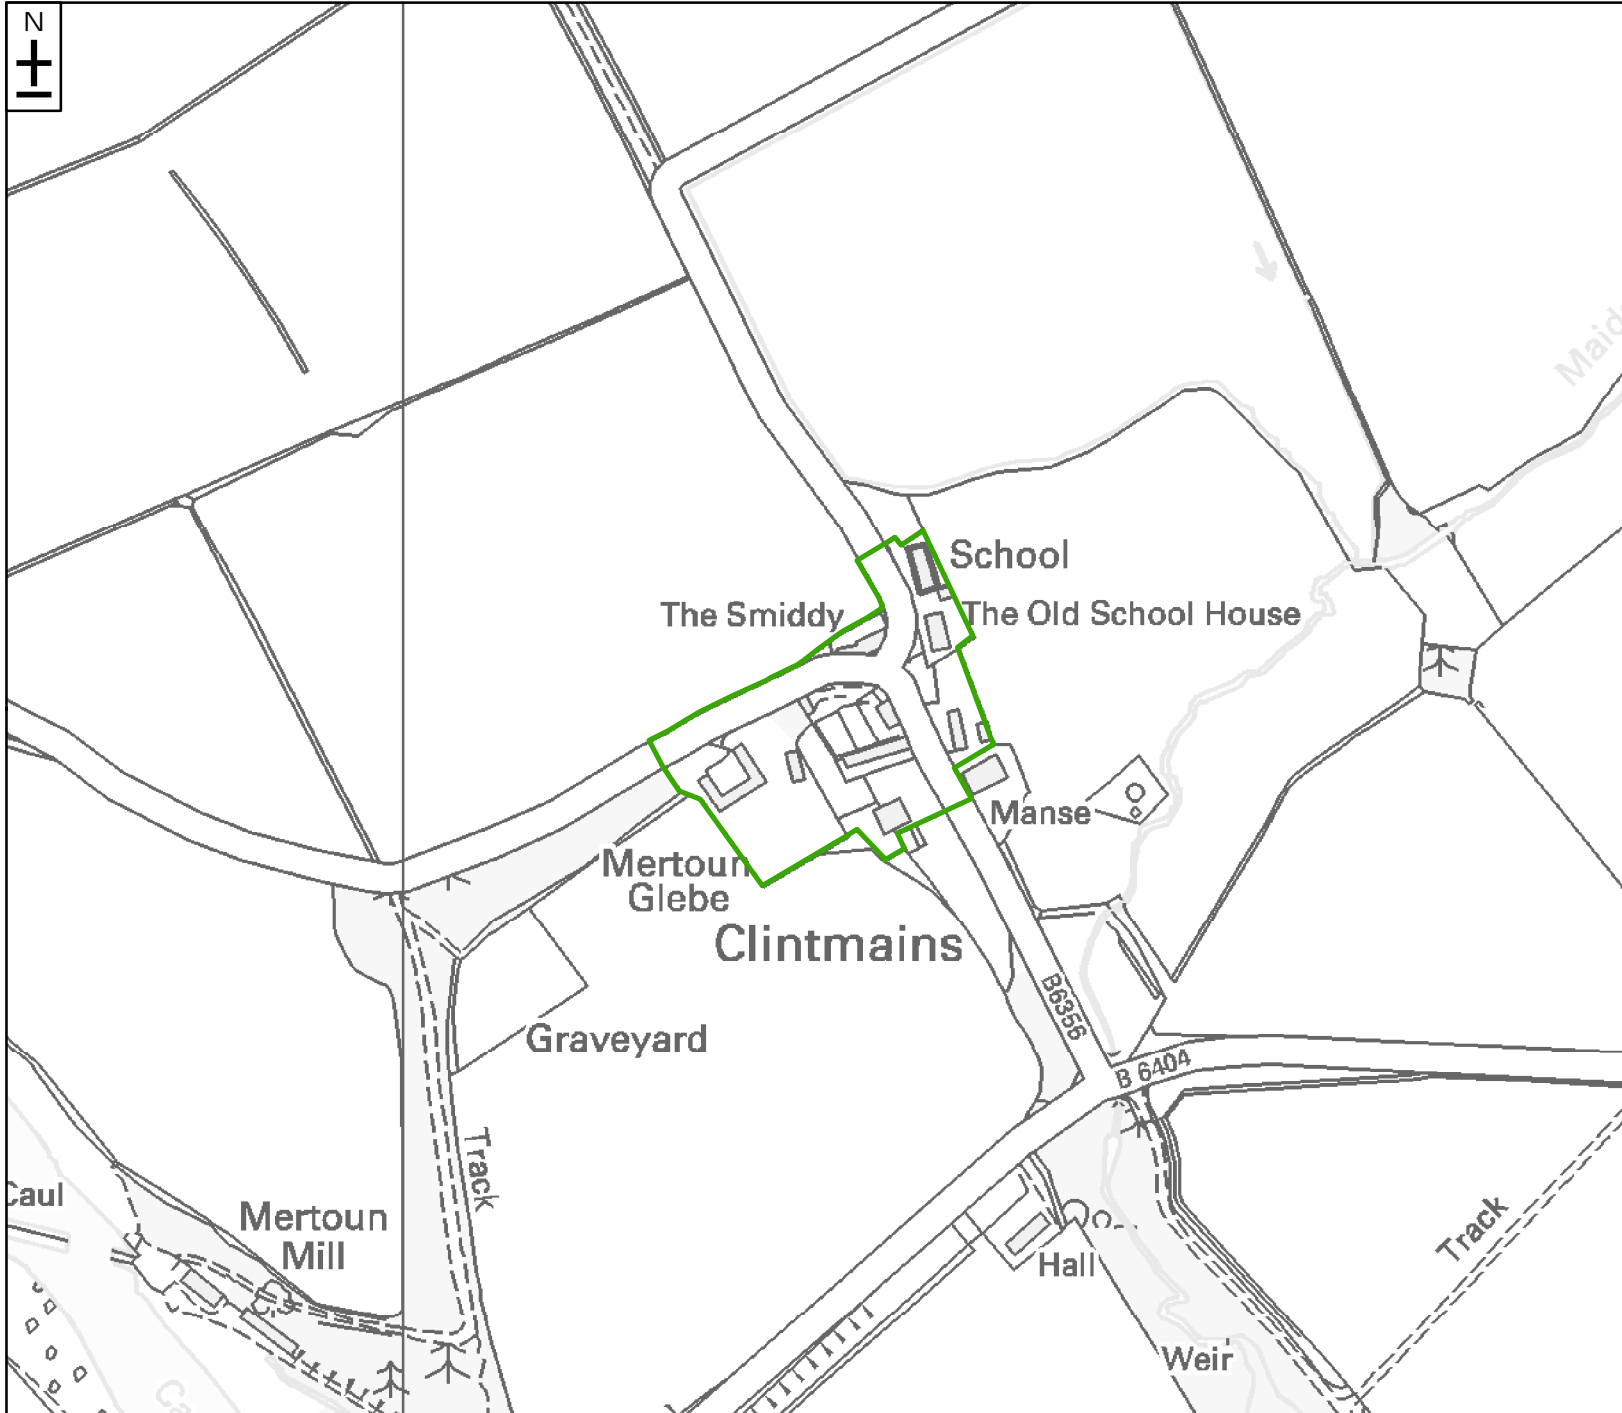 N
School
The Smiddy
The Old School House
Manse
Mertoun
Glebe
Clintmains
B6356
Graveyard
B 6404
Track
Caul
Mertoun
Mill
Track
Hall
Weir